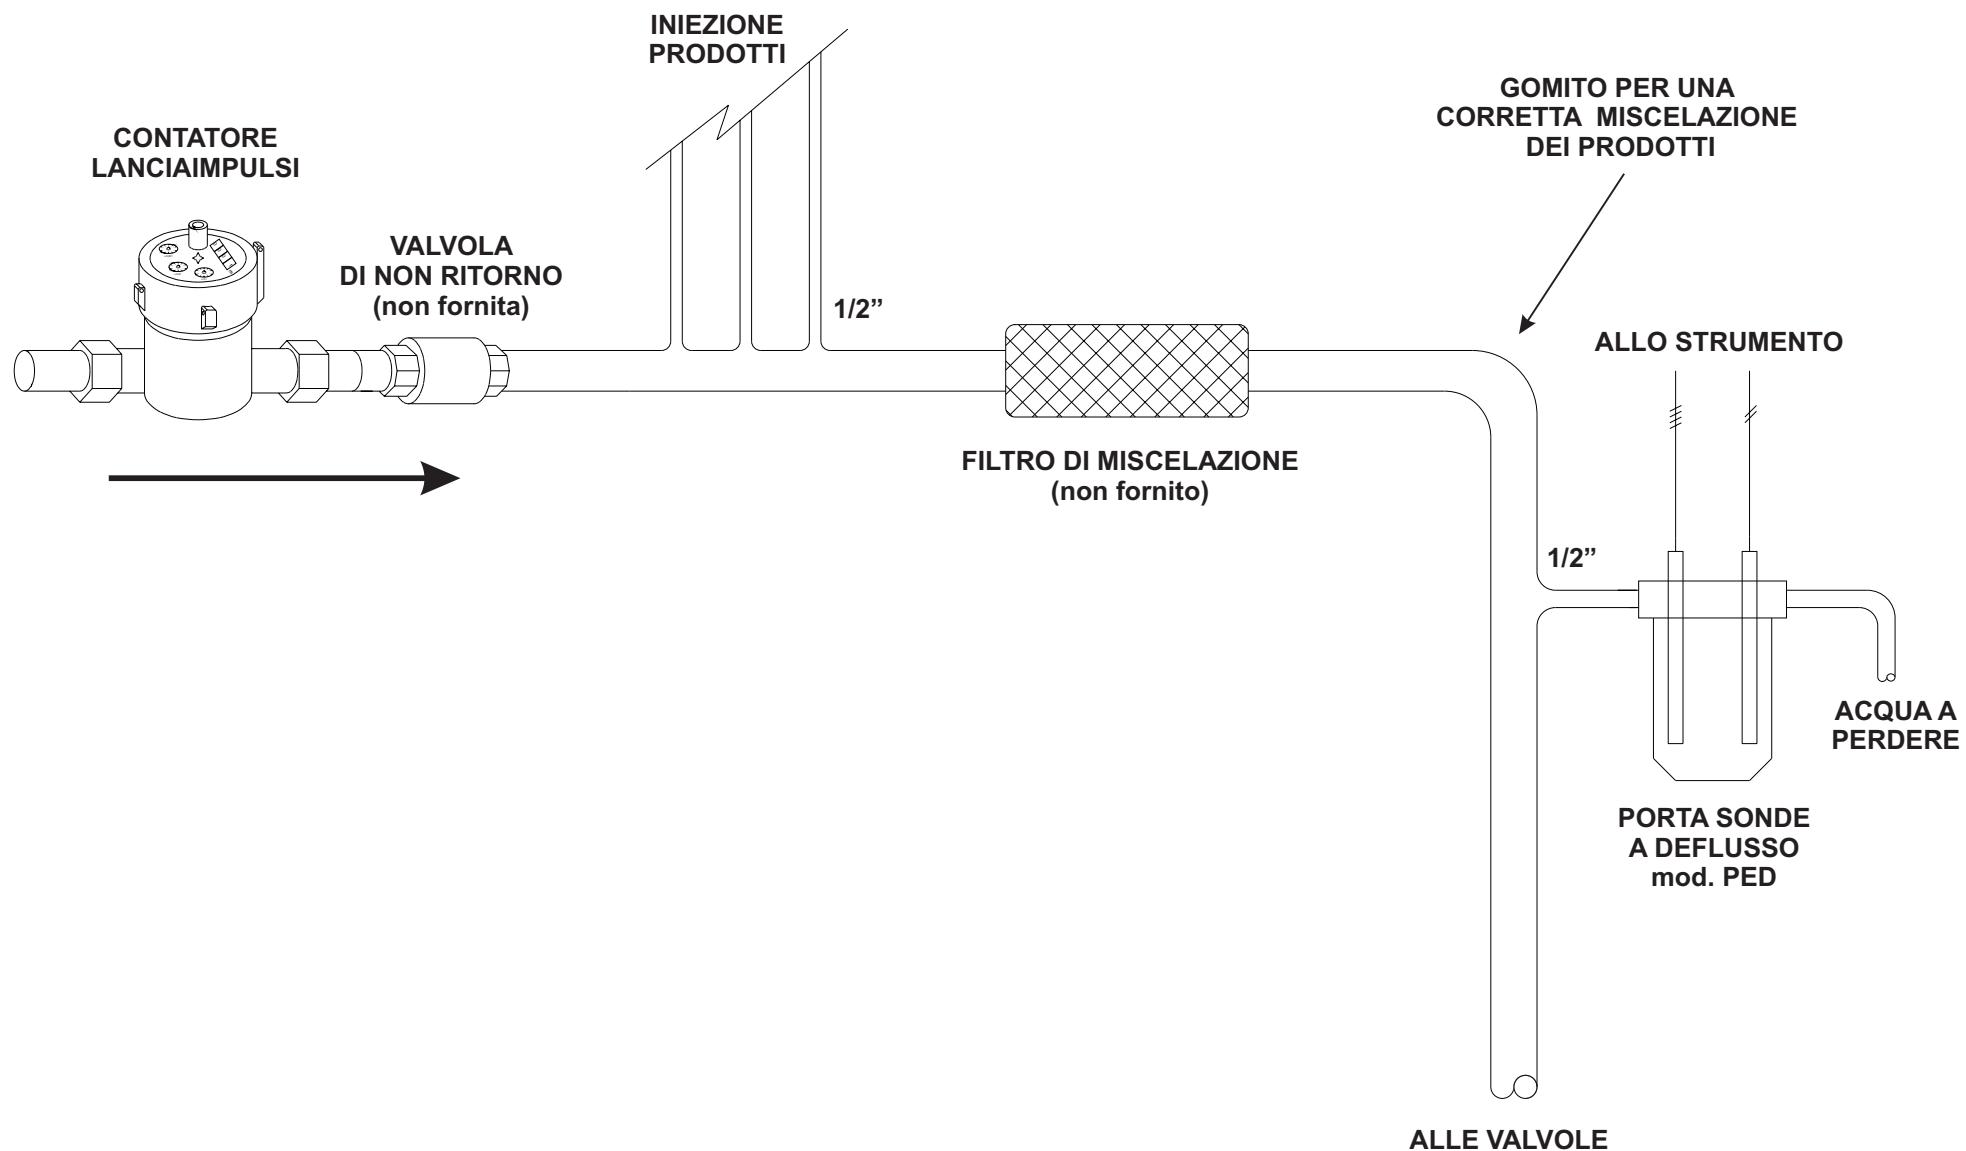 INIEZIONE
PRODOTTI
CONTATORE
LANCIAIMPULSI
VALVOLA
DI NON RITORNO
(non fornita)
1/2”
GOMITO PER UNA
CORRETTA MISCELAZIONE
DEI PRODOTTI
ALLO STRUMENTO
FILTRO DI MISCELAZIONE
(non fornito)
1/2”
ACQUA A
PERDERE
PORTA SONDE
A DEFLUSSO
mod. PED
ALLE VALVOLE